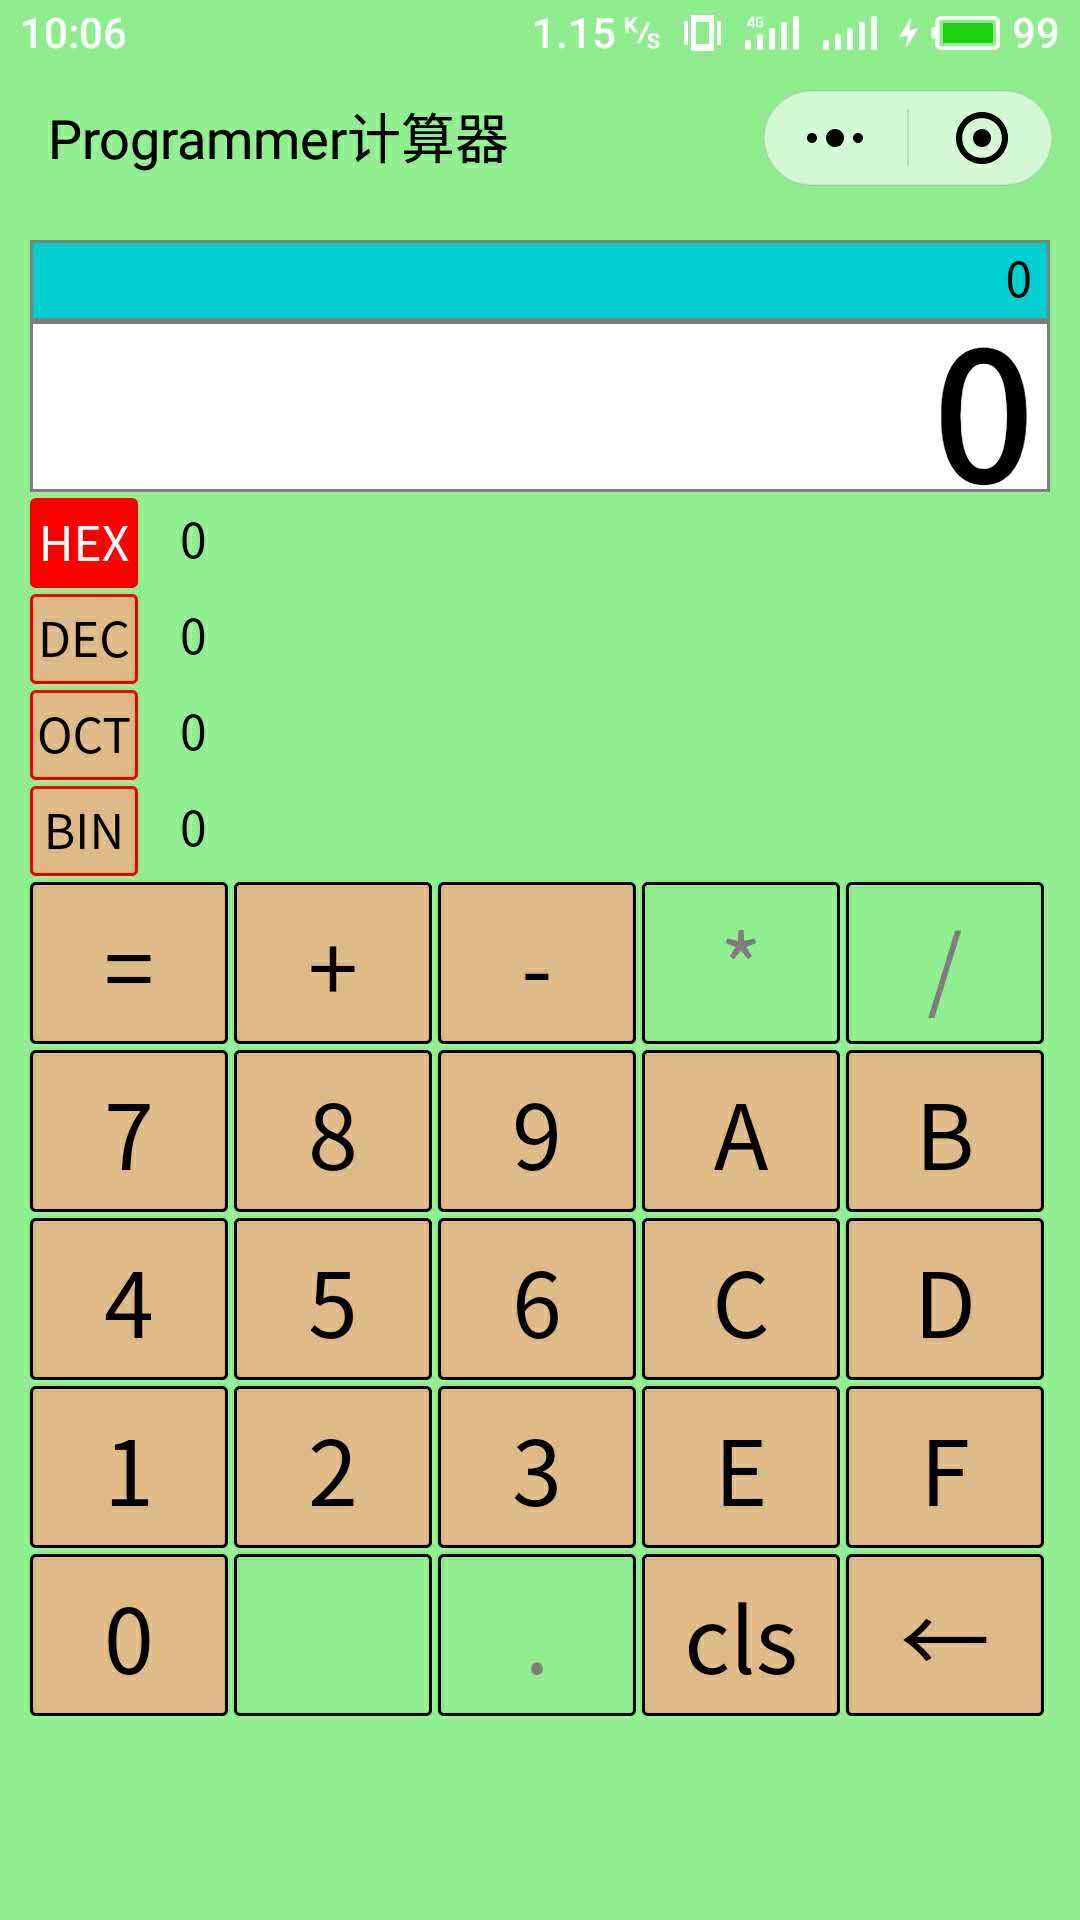 10:06 1.15 K/s 4G 99
Programmer计算器
0
0
HEX 0
DEC 0
OCT 0
BIN 0
= + - * /
7 8 9 A B
4 5 6 C D
1 2 3 E F
0 . cls ←